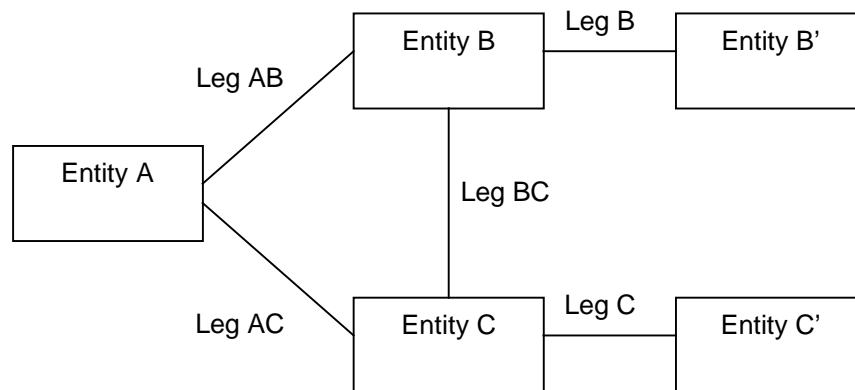 Entity B
Leg B
Entity B’
Leg AB
Entity A
Leg BC
Leg AC
Entity C
Leg C
Entity C’